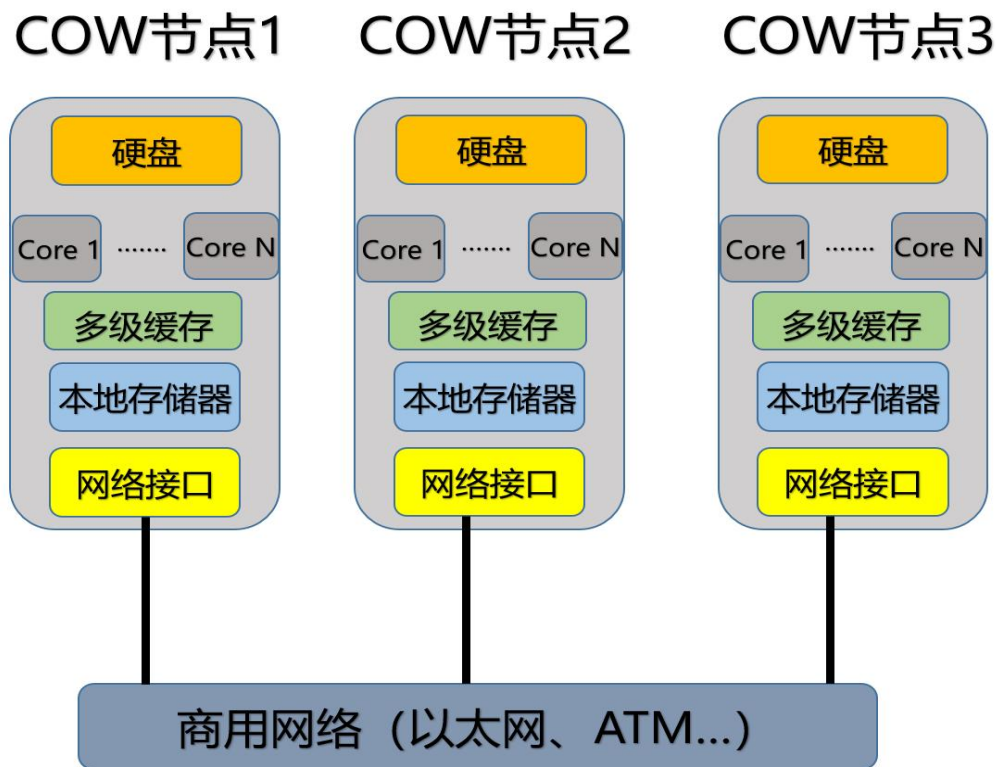 COW节点1 COW节点2 COW节点3
硬盘 硬盘 硬盘
Core 1 ....... Core N Core 1 ....... Core N Core 1 ....... Core N
多级缓存 多级缓存 多级缓存
本地存储器 本地存储器 本地存储器
网络接口 网络接口 网络接口
商用网络（以太网、ATM...）